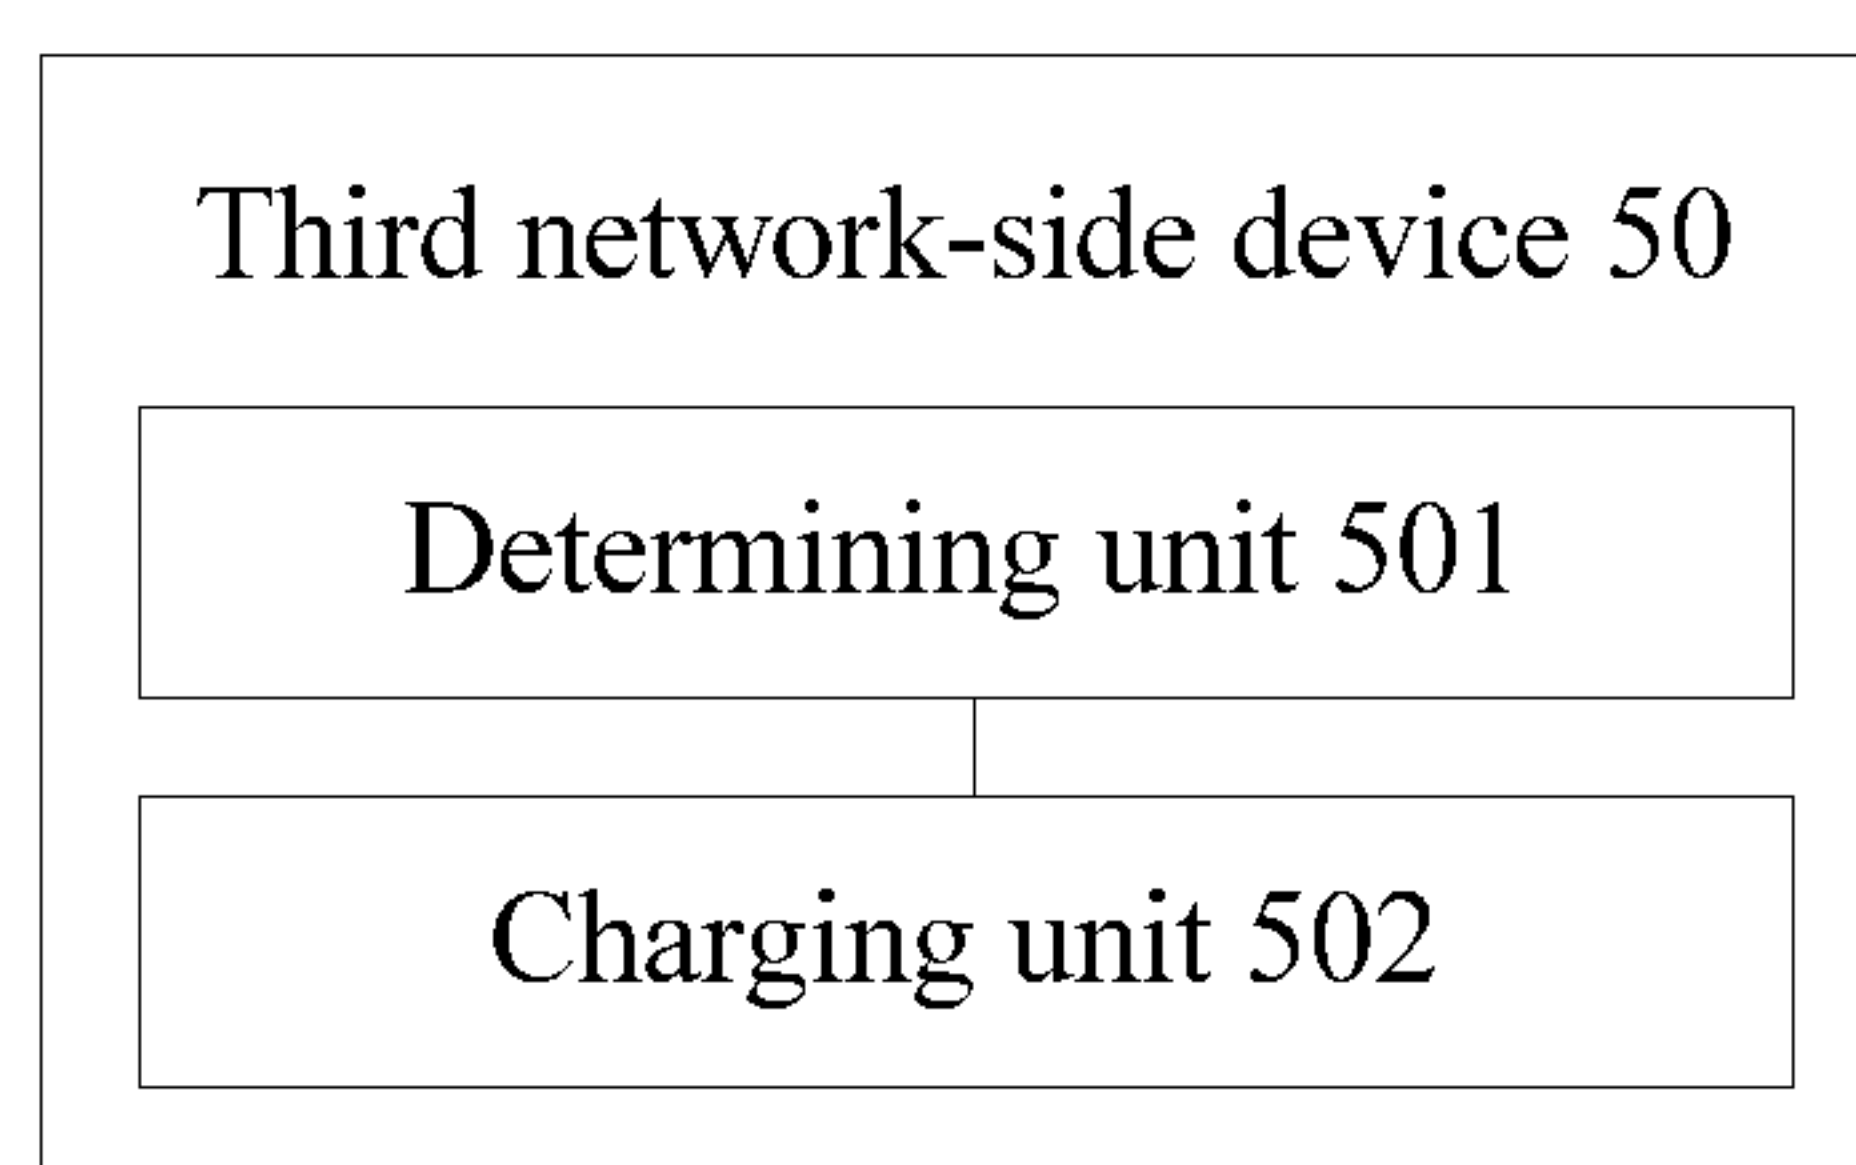 Third network-side device 50
Determining unit 501
Charging unit 502